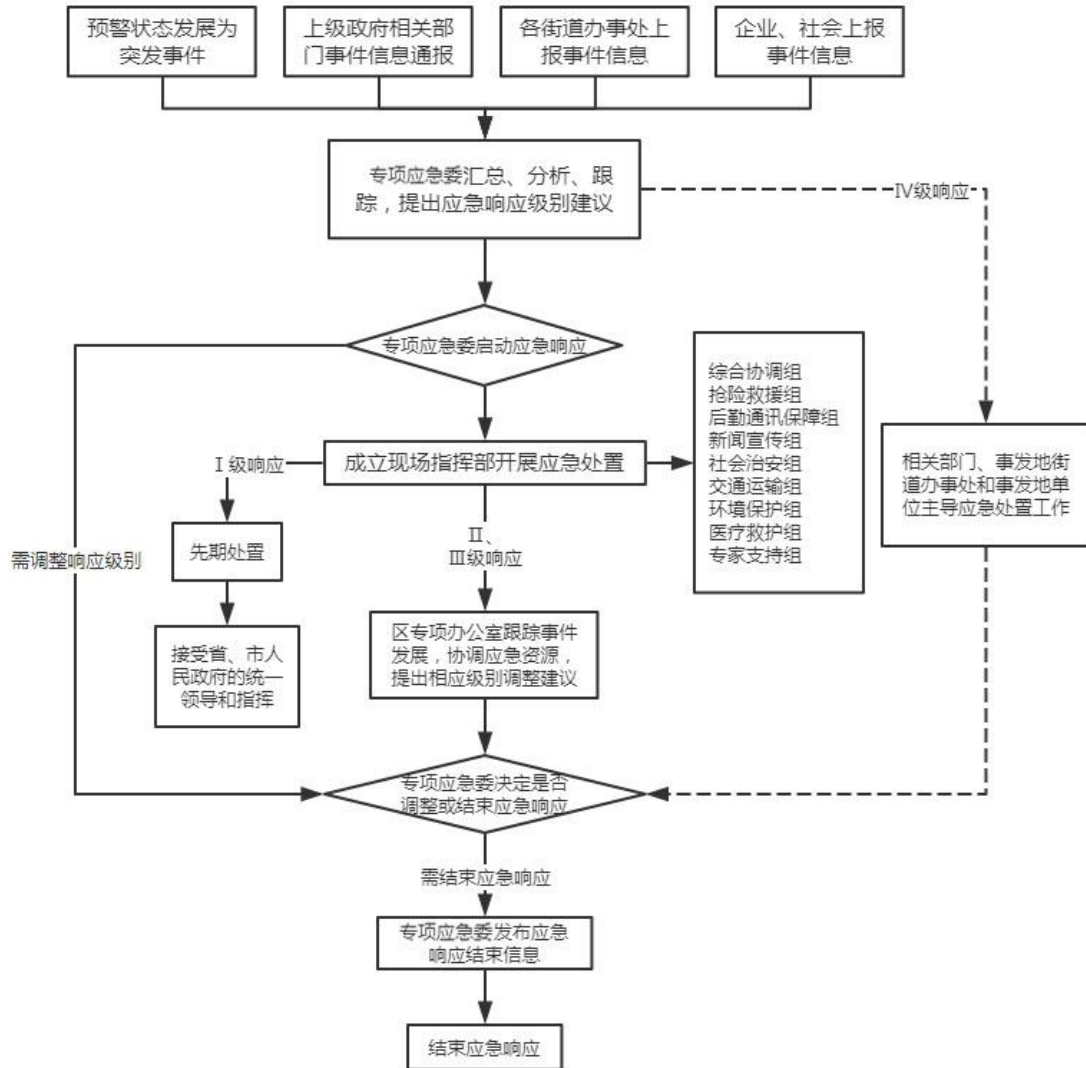 预警状态发展为
突发事件
上级政府相关部
门事件信息通报
各街道办事处上
报事件信息
企业、社会上报
事件信息
专项应急委汇总、分析、跟
踪，提出应急响应级别建议
IV级响应
专项应急委启动应急响应
综合协调组
抢险救援组
后勤通讯保障组
新闻宣传组
社会治安组
交通运输组
环境保护组
医疗救护组
专家支持组
I 级响应
成立现场指挥部开展应急处置
相关部门、事发地街
道办事处和事发地单
位主导应急处置工作
需调整响应级别
先期处置
II、
III级响应
接受省、市人
民政府的统一
领导和指挥
区专项办公室跟踪事件
发展，协调应急资源，
提出相应级别调整建议
专项应急委决定是否
调整或结束应急响应
需结束应急响应
专项应急委发布应急
响应结束信息
结束应急响应